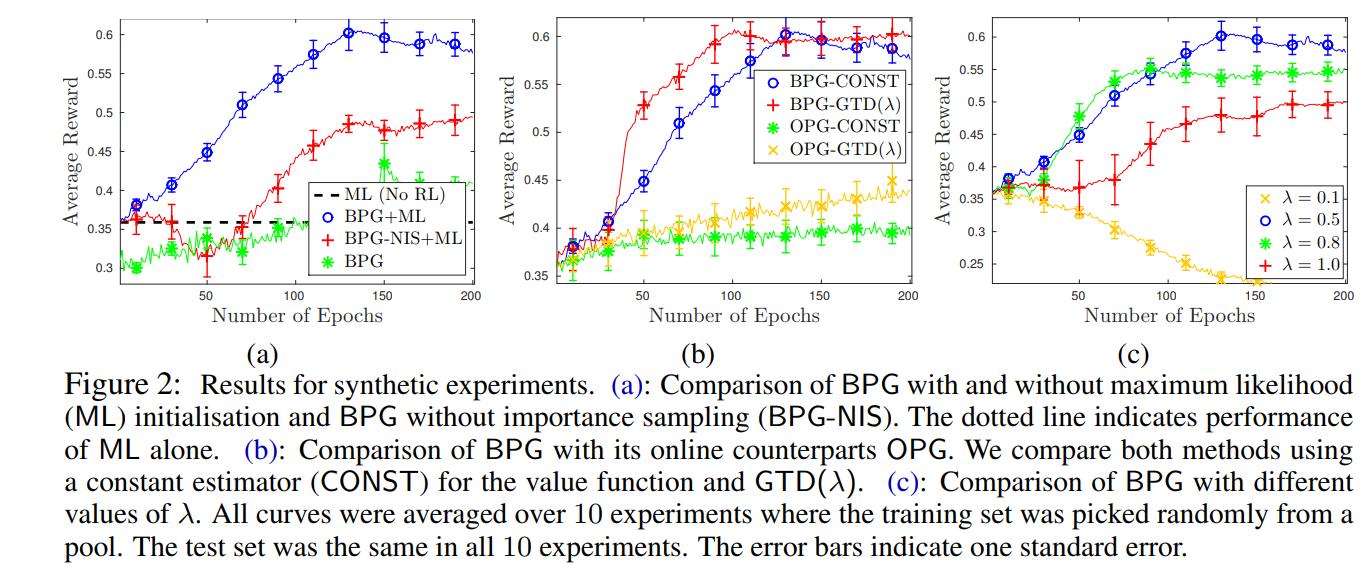 0.6
0.55
0.5
0.45
0.4
0.35
0.3
Average Reward
50
100
150
200
Number of Epochs
ML (No RL)
BPG+ML
BPG-NIS+ML
BPG
(a)
0.6
0.55
0.5
0.45
0.4
0.35
Average Reward
50
100
150
200
Number of Epochs
BPG-CONST
BPG-GTD(λ)
OPG-CONST
OPG-GTD(λ)
(b)
0.6
0.55
0.5
0.45
0.4
0.35
0.3
0.25
Average Reward
50
100
150
200
Number of Epochs
λ = 0.1
λ = 0.5
λ = 0.8
λ = 1.0
(c)
Figure 2: Results for synthetic experiments. (a): Comparison of BPG with and without maximum likelihood
(ML) initialisation and BPG without importance sampling (BPG-NIS). The dotted line indicates performance
of ML alone. (b): Comparison of BPG with its online counterparts OPG. We compare both methods using
a constant estimator (CONST) for the value function and GTD(λ). (c): Comparison of BPG with different
values of λ. All curves were averaged over 10 experiments where the training set was picked randomly from a
pool. The test set was the same in all 10 experiments. The error bars indicate one standard error.